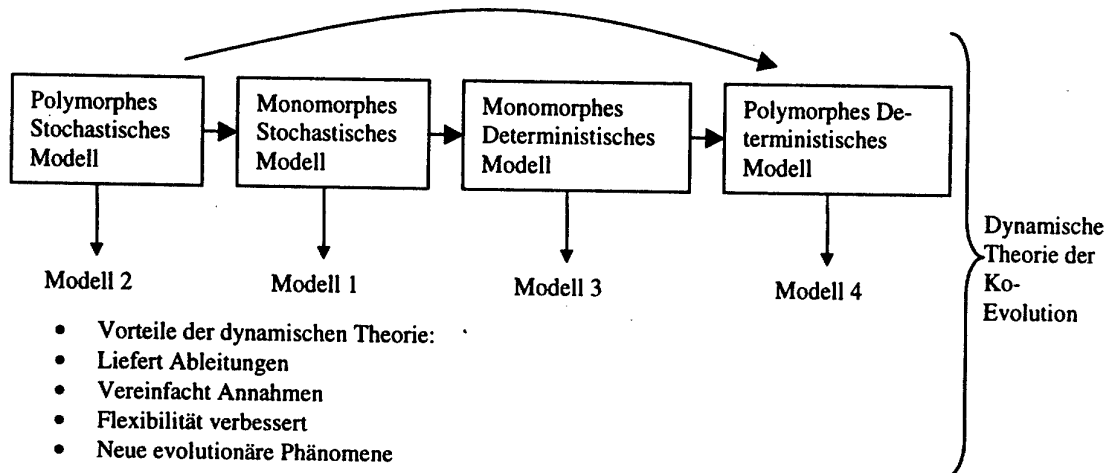 Polymorphes
Stochastisches
Modell
Monomorphes
Stochastisches
Modell
Monomorphes
Deterministisches
Modell
Polymorphes De-
terministisches
Modell
Modell 2
Modell 1
Modell 3
Modell 4
Dynamische
Theorie der
Ko-
Evolution
• Vorteile der dynamischen Theorie:
• Liefert Ableitungen
• Vereinfacht Annahmen
• Flexibilität verbessert
• Neue evolutionäre Phänomene